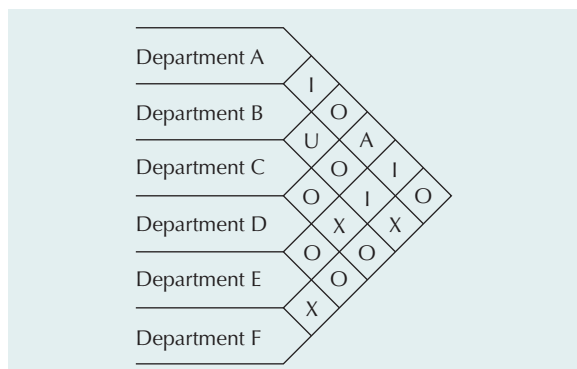 Department A
I
Department B
O
U
A
Department C
O
I
O
I
O
Department D
X
X
O
O
Department E
O
X
Department F